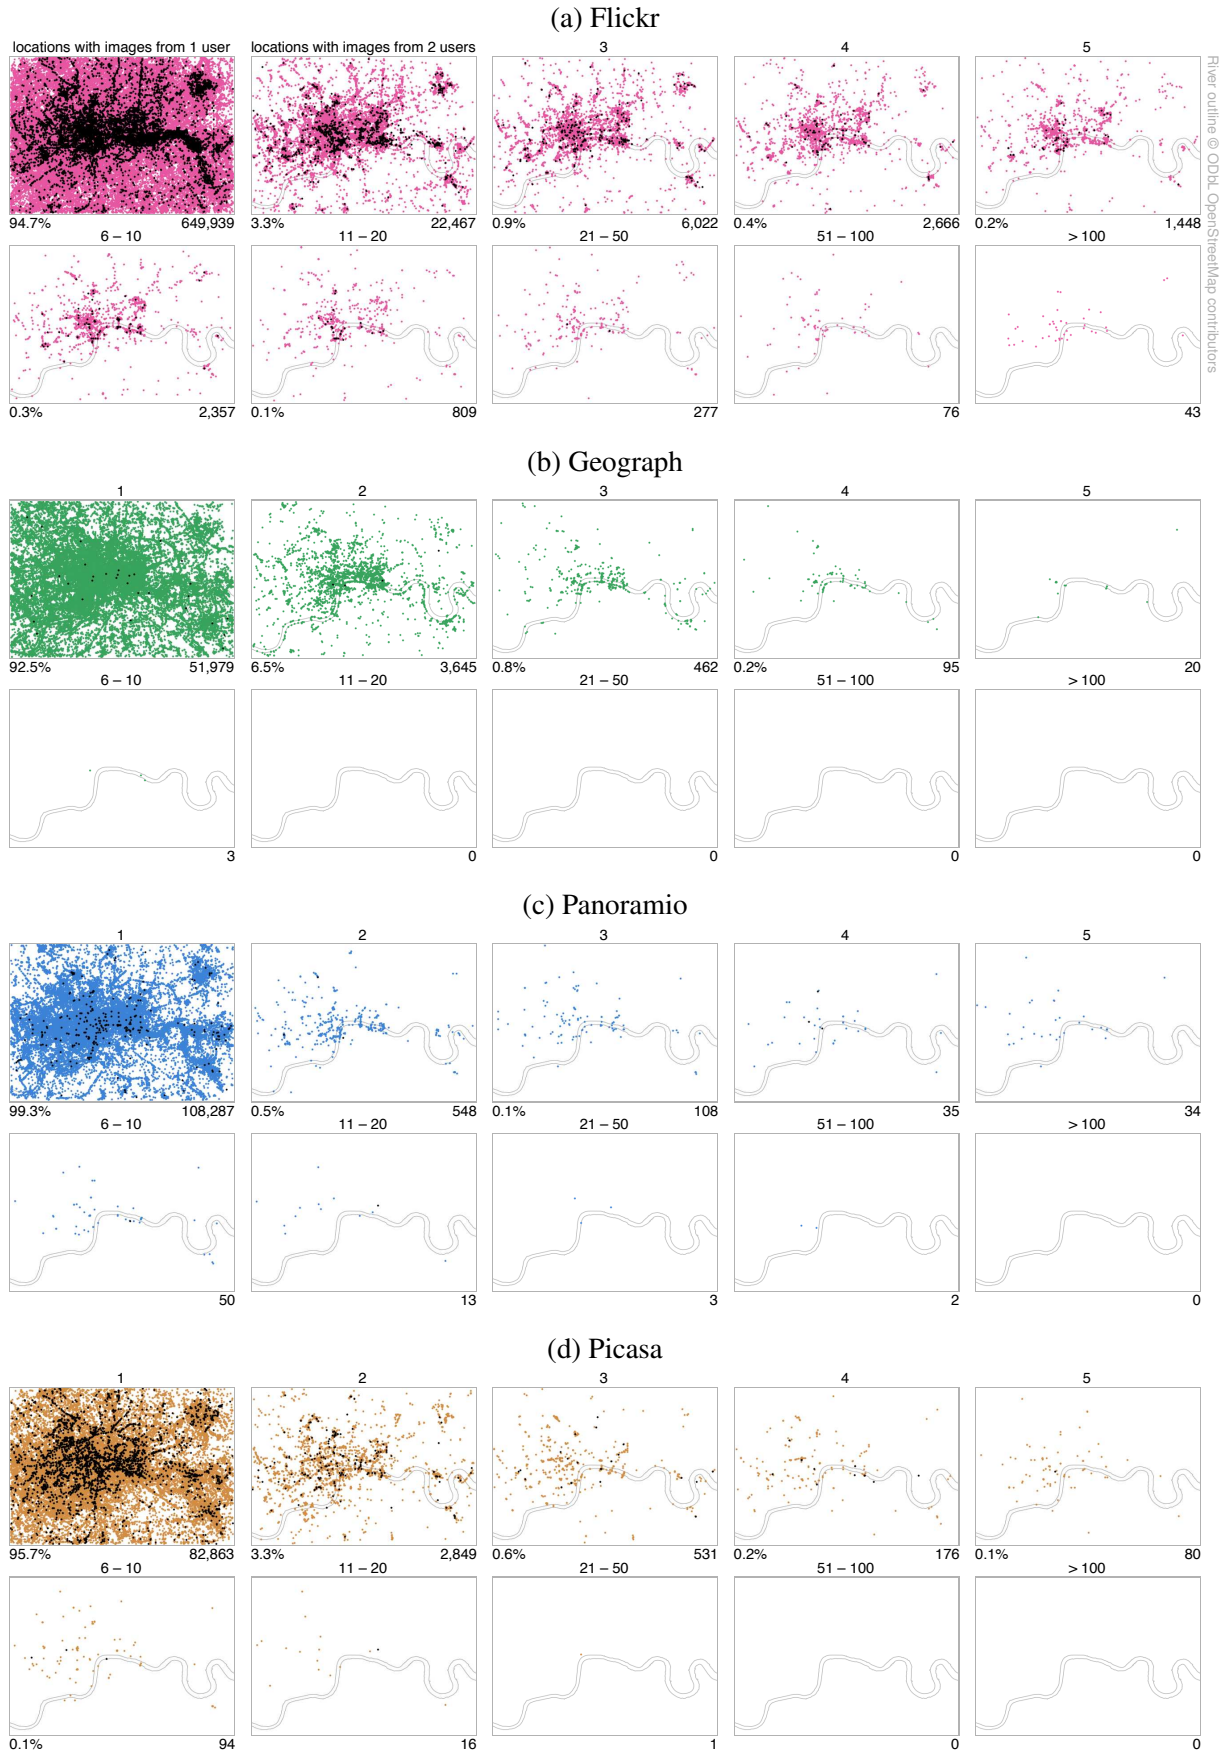 (a) Flickr
locations with images from 1 user
locations with images from 2 users
3
4
5
94.7% 649,939
3.3% 22,467
0.9% 6,022
0.4% 2,666
0.2% 1,448
6 – 10
11 – 20
21 – 50
51 – 100
> 100
0.3% 2,357
0.1% 809
277
76
43
River outline © ODbL OpenStreetMap contributors
(b) Geograph
1
2
3
4
5
92.5% 51,979
6.5% 3,645
0.8% 462
0.2% 95
20
6 – 10
11 – 20
21 – 50
51 – 100
> 100
3
0
0
0
0
(c) Panoramio
1
2
3
4
5
99.3% 108,287
0.5% 548
0.1% 108
35
34
6 – 10
11 – 20
21 – 50
51 – 100
> 100
50
13
3
2
0
(d) Picasa
1
2
3
4
5
95.7% 82,863
3.3% 2,849
0.6% 531
0.2% 176
0.1% 80
6 – 10
11 – 20
21 – 50
51 – 100
> 100
0.1% 94
16
1
0
0